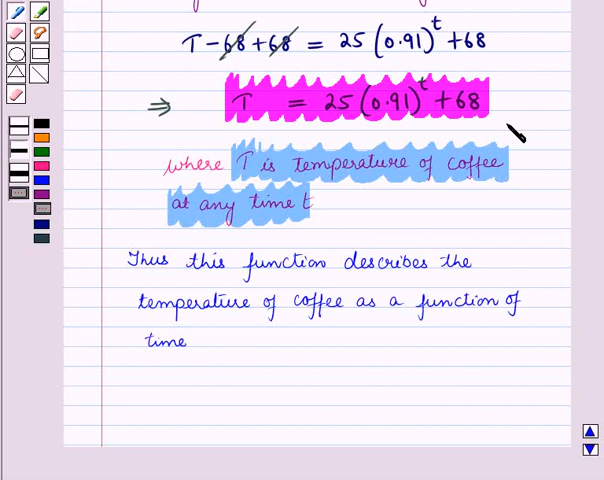 T - 68 + 68 = 25 (0.91)^t + 68
⇒ T = 25 (0.91)^t + 68
where T is temperature of coffee
at any time t
Thus this function describes the
temperature of coffee as a function of
time